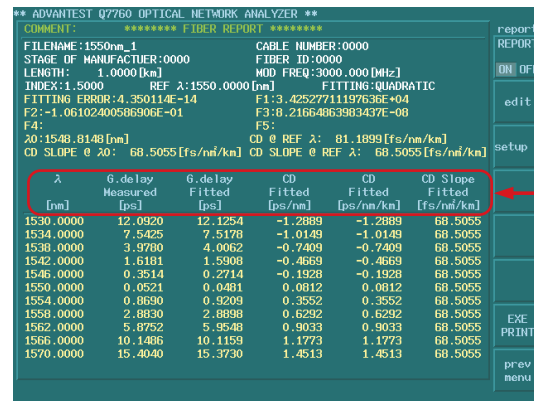 ** ADVANTEST Q7760 OPTICAL NETWORK ANALYZER **
COMMENT: ******** FIBER REPORT ********
FILENAME:1550nm_1 CABLE NUMBER:0000
STAGE OF MANUFACTUER:0000 FIBER ID:0000
LENGTH: 1.0000[km] MOD FREQ:3000.000[MHz]
INDEX:1.5000 REF λ:1550.0000[nm] FITTING:QUADRATIC
FITTING ERROR:4.350114E-14 F1:3.42527711197636E+04
F2:-1.06102400586906E-01 F3:8.21664863983437E-08
F4: F5:
λ0:1548.8148[nm] CD @ REF λ: 81.1899[fs/nm/km]
CD SLOPE @ λ0: 68.5055[fs/nm²/km] CD SLOPE @ REF λ: 68.5055[fs/nm²/km]
λ G.delay G.delay CD CD CD Slope
Measured Fitted Fitted Fitted Fitted
[nm] [ps] [ps] [ps/nm] [ps/nm/km] [fs/nm²/km]
1530.0000 12.0920 12.1254 -1.2889 -1.2889 68.5055
1534.0000 7.5425 7.5178 -1.0149 -1.0149 68.5055
1538.0000 3.9780 4.0062 -0.7409 -0.7409 68.5055
1542.0000 1.6181 1.5908 -0.4669 -0.4669 68.5055
1546.0000 0.3514 0.2714 -0.1928 -0.1928 68.5055
1550.0000 0.0521 0.0481 0.0812 0.0812 68.5055
1554.0000 0.8690 0.9209 0.3552 0.3552 68.5055
1558.0000 2.8830 2.8898 0.6292 0.6292 68.5055
1562.0000 5.8752 5.9548 0.9033 0.9033 68.5055
1566.0000 10.1486 10.1159 1.1773 1.1773 68.5055
1570.0000 15.4040 15.3730 1.4513 1.4513 68.5055
report
REPORT
ON OFF
edit
setup
EXE
PRINT
prev
menu